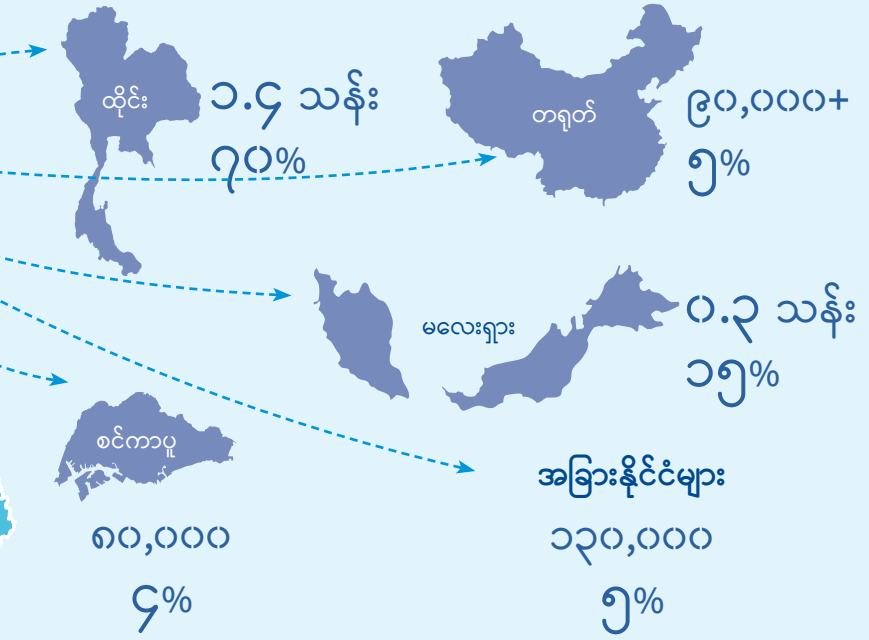 ထိုင်း
၁.၄ သန်း
၇၀%
တရုတ်
၉၀,၀၀၀+
၅%
မလေးရှား
၀.၃ သန်း
၁၅%
စင်ကာပူ
၈၀,၀၀၀
၄%
အခြားနိုင်ငံများ
၁၃၀,၀၀၀
၅%